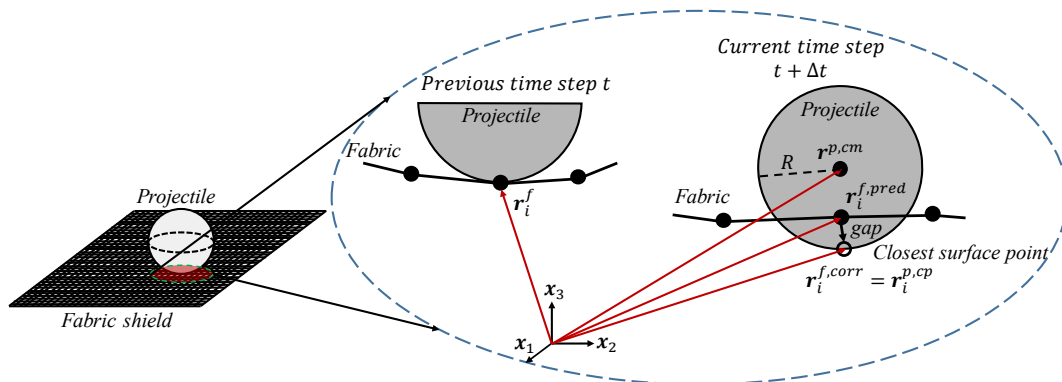 Projectile
Fabric shield
Previous time step t
Projectile
Fabric
r_i^f
Current time step
t + Δt
Projectile
R
r^{p,cm}
Fabric
r_i^{f,pred}
gap
Closest surface point
r_i^{f,corr} = r_i^{p,cp}
x_3
x_1
x_2